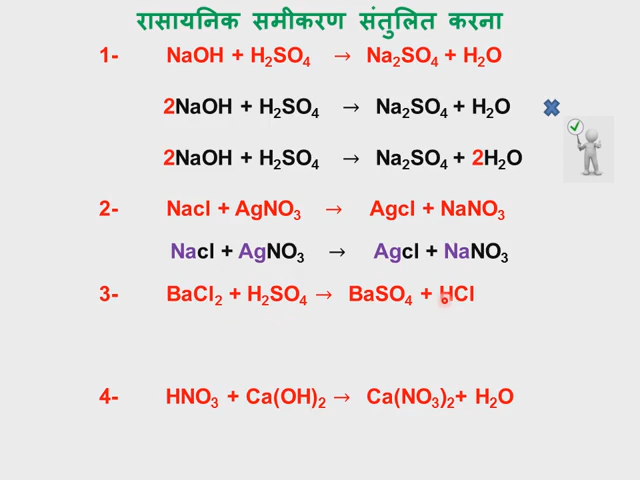 रासायनिक समीकरण संतुलित करना
1- NaOH + H₂SO₄ → Na₂SO₄ + H₂O
2NaOH + H₂SO₄ → Na₂SO₄ + H₂O
2NaOH + H₂SO₄ → Na₂SO₄ + 2H₂O
2- Nacl + AgNO₃ → Agcl + NaNO₃
Nacl + AgNO₃ → Agcl + NaNO₃
3- BaCl₂ + H₂SO₄ → BaSO₄ + HCl
4- HNO₃ + Ca(OH)₂ → Ca(NO₃)₂+ H₂O